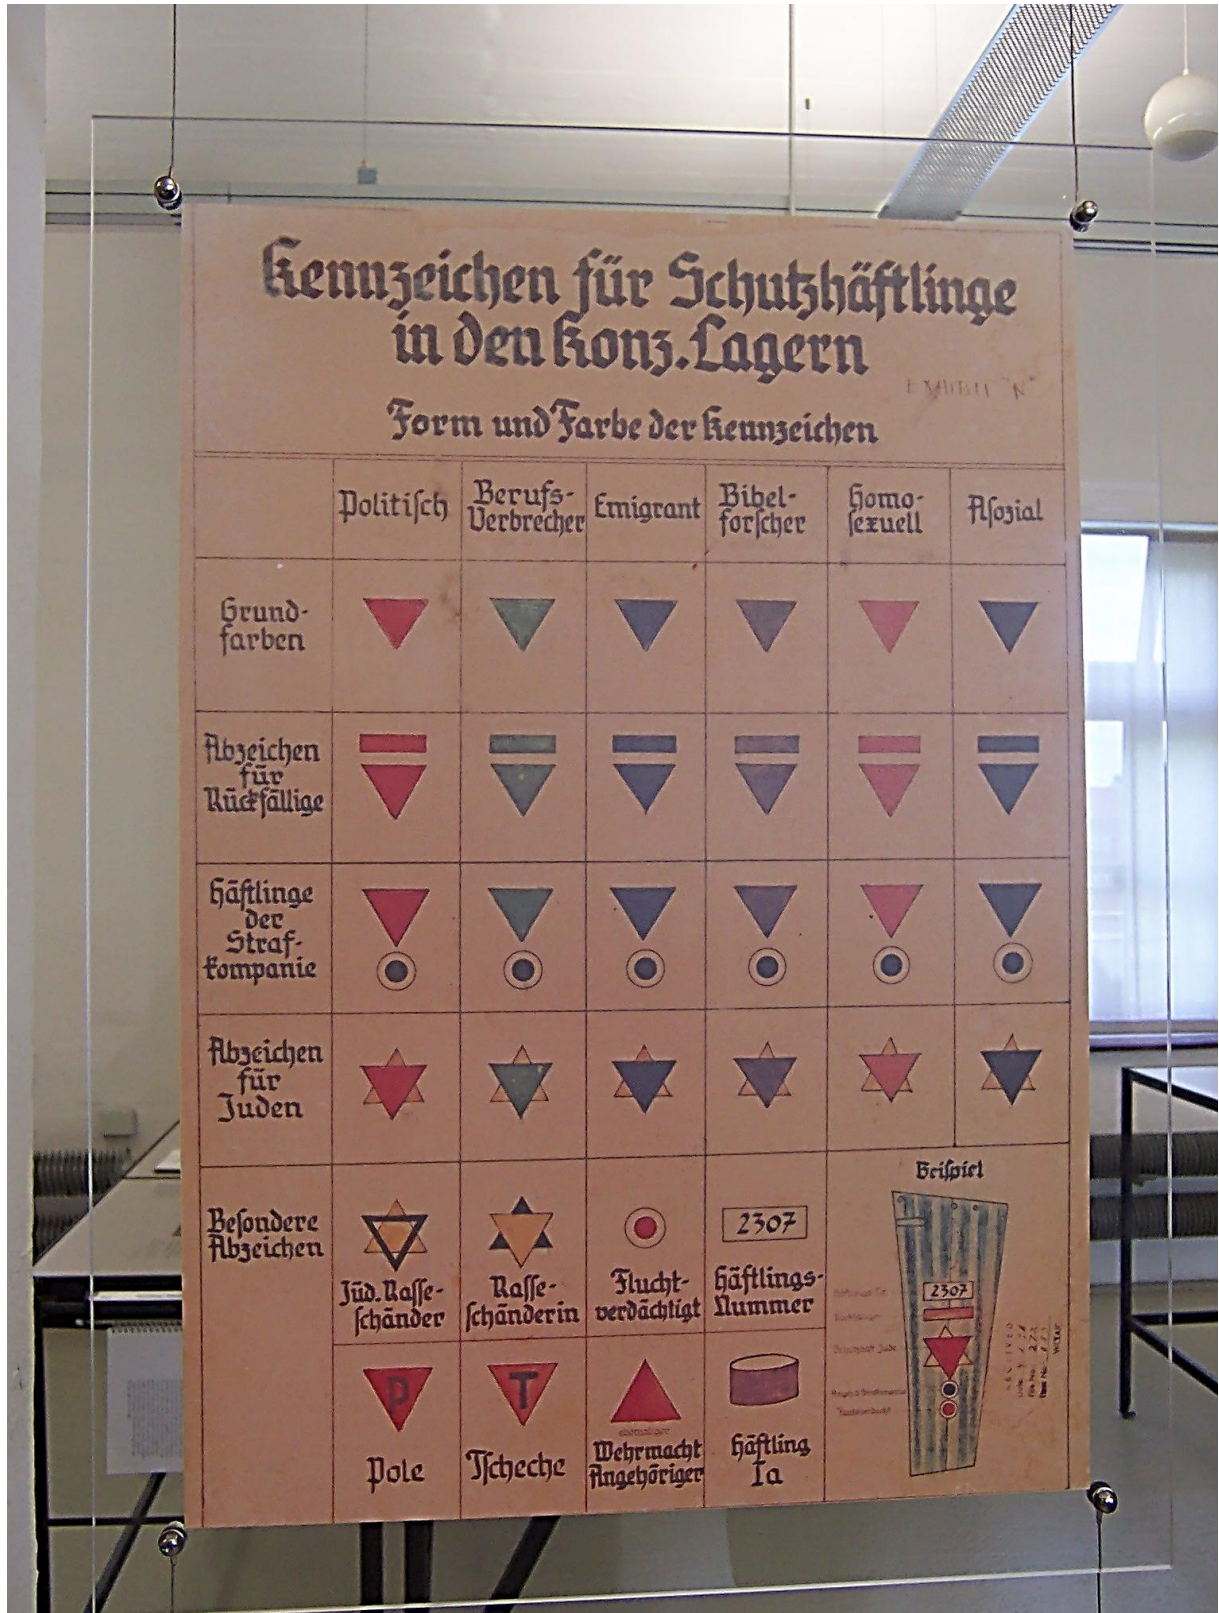 Kennzeichen für Schutzhäftlinge
in den Konz.Lagern
EXHIBIT "N"
Form und Farbe der Kennzeichen
Politisch
Berufs-
Verbrecher
Emigrant
Bibel-
forscher
Homo-
sexuell
Asozial
Grund-
farben
Abzeichen
für
Rückfällige
Häftlinge
der
Straf-
kompanie
Abzeichen
für
Juden
Besondere
Abzeichen
Jüd. Rasse-
schänder
Rasse-
schänderin
Flucht-
verdächtigt
2307
Häftlings-
Nummer
P
Pole
T
Tscheche
ehemaliger
Wehrmacht
Angehöriger
Häftling
Ia
Beispiel
2307